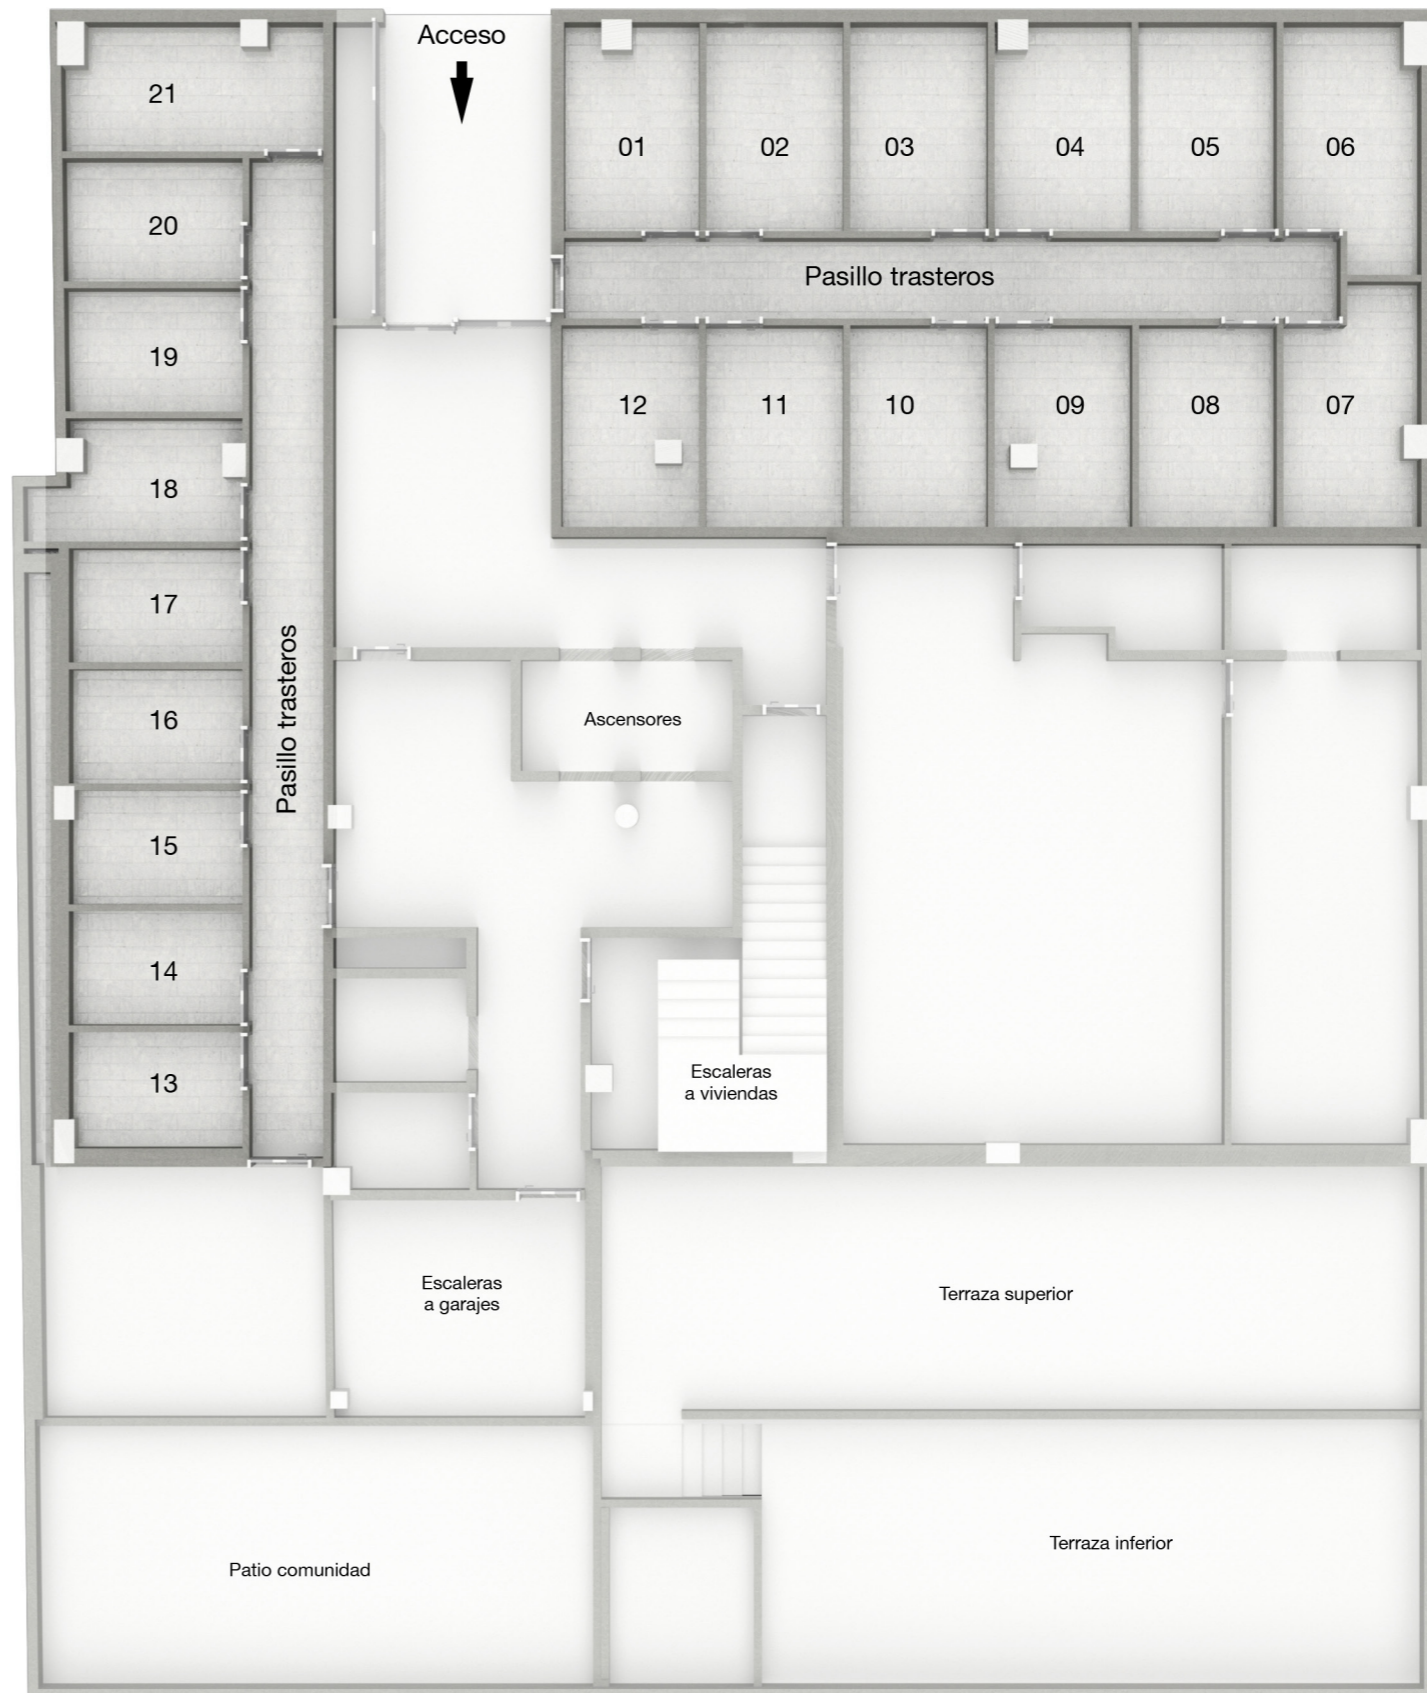 Acceso
21
01
02
03
04
05
06
20
Pasillo trasteros
19
12
11
10
09
08
07
18
17
Pasillo trasteros
16
Ascensores
15
14
13
Escaleras
a viviendas
Escaleras
a garajes
Terraza superior
Terraza inferior
Patio comunidad